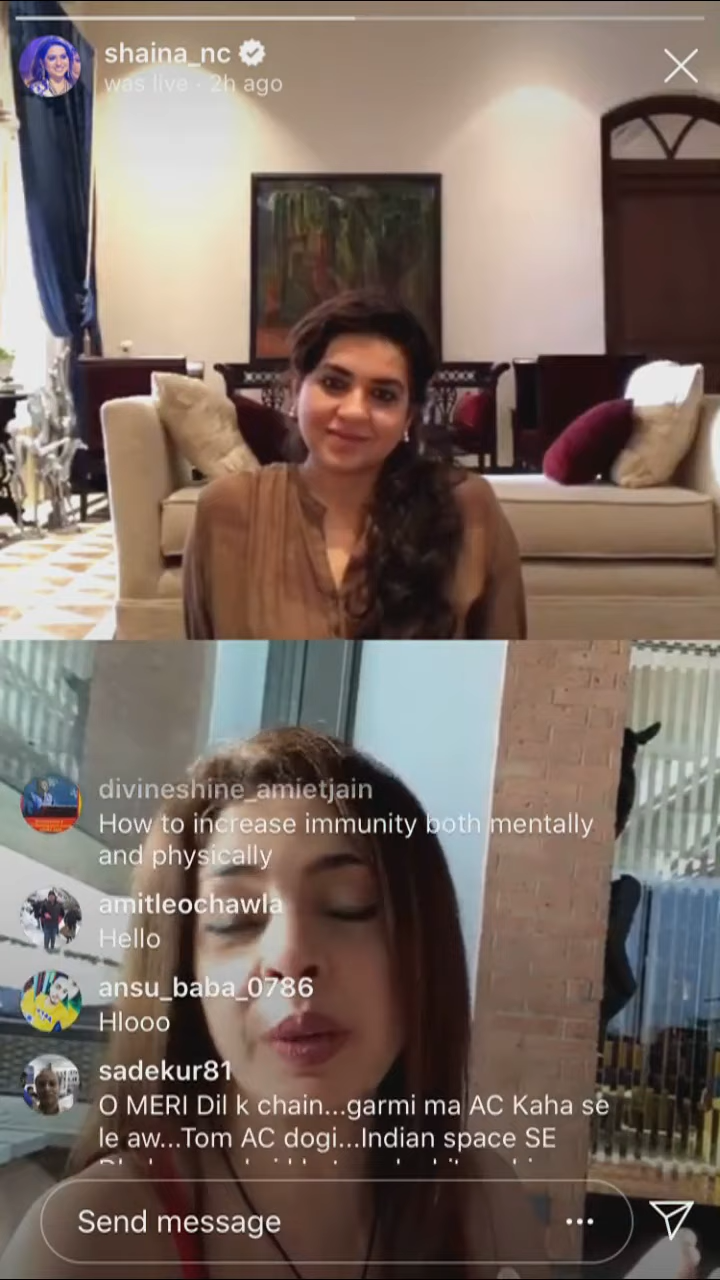 shaina_nc
was live · 2h ago
divineshine_amietjain
How to increase immunity both mentally
and physically
amitleochawla
Hello
ansu_baba_0786
Hlooo
sadekur81
O MERI Dil k chain...garmi ma AC Kaha se
le aw...Tom AC dogi...Indian space SE
Send message